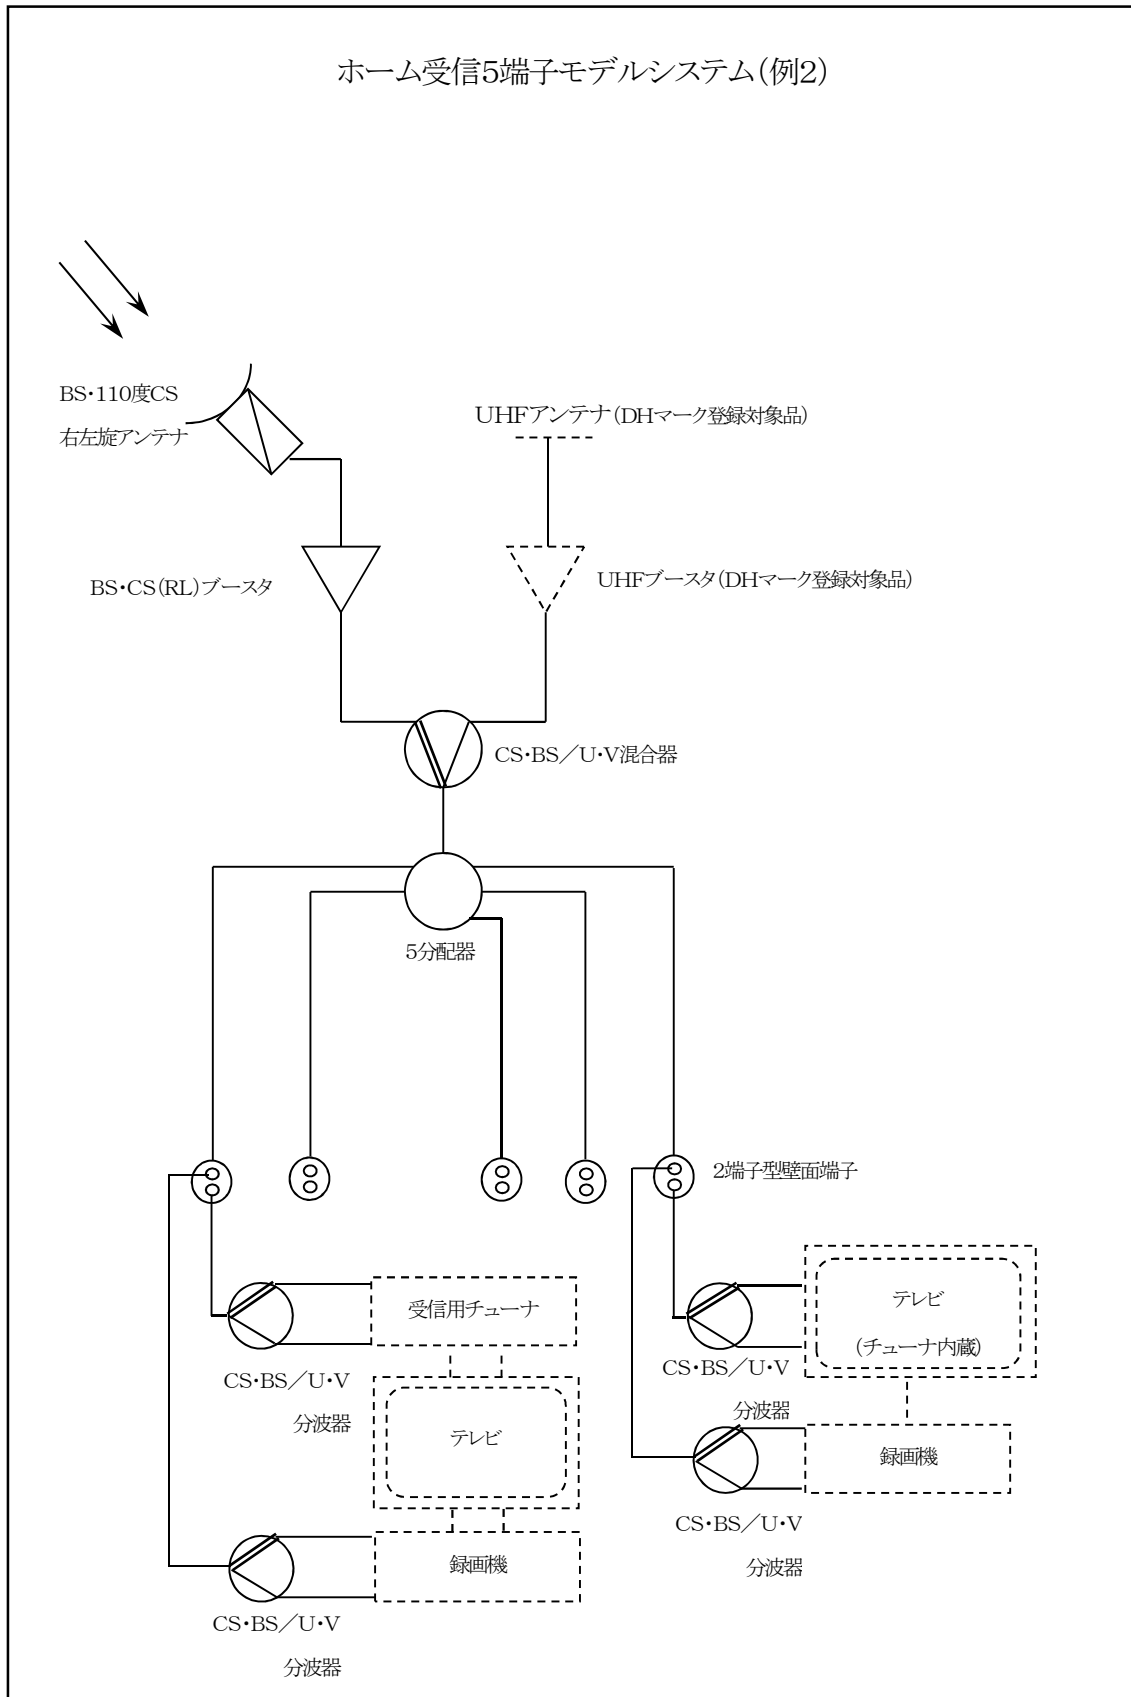 ホーム受信5端子モデルシステム(例2)
BS・110度CS
右左旋アンテナ
UHFアンテナ(DHマーク登録対象品)
BS・CS(RL)ブースタ
UHFブースタ(DHマーク登録対象品)
CS・BS／U・V混合器
5分配器
2端子型壁面端子
受信用チューナ
CS・BS／U・V
分波器
テレビ
録画機
CS・BS／U・V
分波器
テレビ
(チューナ内蔵)
CS・BS／U・V
分波器
録画機
CS・BS／U・V
分波器